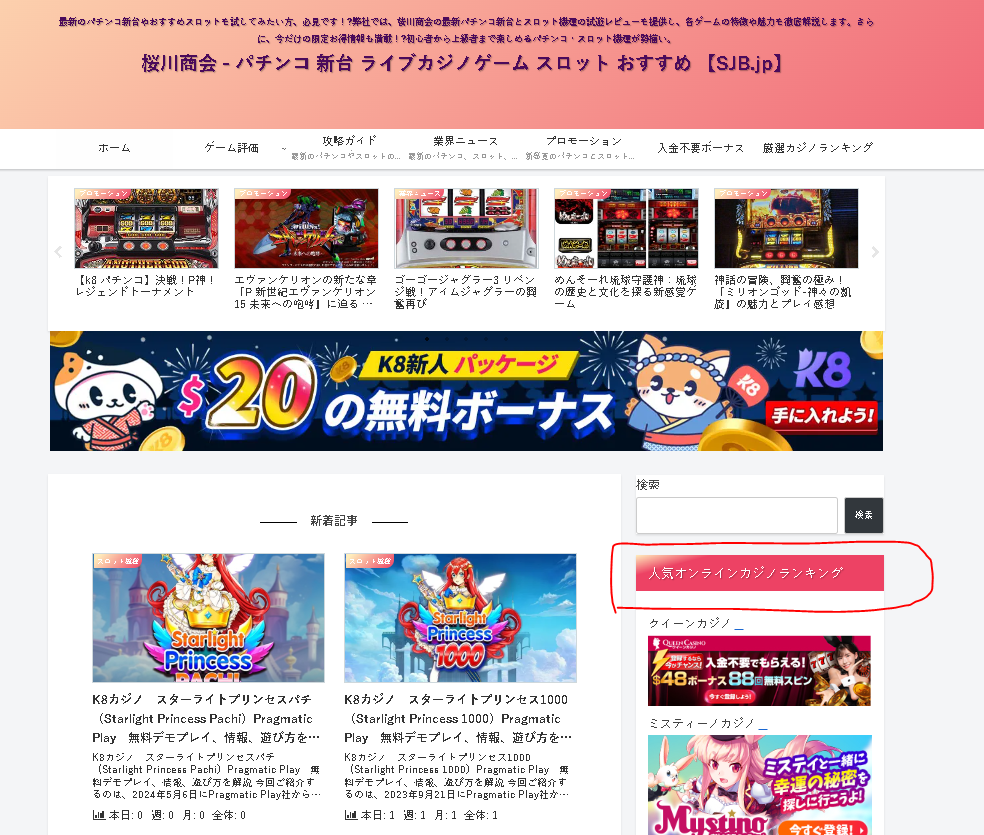 最新のパチンコ新台やおすすめスロットを試してみたい方、必見です！?弊社では、桜川商会の最新パチンコ新台とスロット機種の試遊レビューを提供し、各ゲームの特徴や魅力を徹底解説します。さら
に、今だけの限定お得情報も満載！?初心者から上級者まで楽しめるパチンコ・スロット機種が勢揃い。
桜川商会 - パチンコ 新台 ライブカジノゲーム スロット おすすめ 【SJB.jp】
ホーム
ゲーム評価
攻略ガイド
最新のパチンコやスロットの...
業界ニュース
最新のパチンコ、スロット、...
プロモーション
新発売のパチンコとスロット...
入金不要ボーナス
厳選カジノランキング
プロモーション
プロモーション
業界ニュース
プロモーション
プロモーション
【k8 パチンコ】決戦！P神！
レジェンドトーナメント
エヴァンゲリオンの新たな章
「P 新世紀エヴァンゲリオン
15 未来への咆哮」に迫る …
ゴーゴージャグラー3 リベン
ジ戦！アイムジャグラーの興
奮再び
めんそーれ琉球守護神：琉球
の歴史と文化を探る新感覚ゲ
ーム
神話の冒険、興奮の極み！
『ミリオンゴッド-神々の凱
旋』の魅力とプレイ感想
K8新人 パッケージ
$20の無料ボーナス
K8
K8
手に入れよう!
新着記事
検索
検索
人気オンラインカジノランキング
スロット機種
Starlight
Princess
PACHI
スロット機種
Starlight
Princess
1000
K8カジノ　スターライトプリンセスパチ
（Starlight Princess Pachi）Pragmatic
Play　無料デモプレイ、情報、遊び方を…
K8カジノ　スターライトプリンセスパチ
（Starlight Princess Pachi）Pragmatic Play　無
料デモプレイ、情報、遊び方を解説 今回ご紹介す
るのは、2024年5月6日にPragmatic Play社から…
本日: 0　週: 0　月: 0　全体: 0
K8カジノ　スターライトプリンセス1000
（Starlight Princess 1000）Pragmatic
Play　無料デモプレイ、情報、遊び方を…
K8カジノ　スターライトプリンセス1000
（Starlight Princess 1000）Pragmatic Play　無
料デモプレイ、情報、遊び方を解説 今回ご紹介す
るのは、2023年9月21日にPragmatic Play社か…
本日: 1　週: 1　月: 1　全体: 1
クイーンカジノ＿
QUEEN CASINO
クイーンカジノ
登録するなら
今がチャンス!
入金不要でもらえる!
$48ボーナス88回無料スピン
今すぐ登録しよう!
ミスティーノカジノ＿
ミスティと一緒に
幸運の秘密を
探しに行こうよ!
Mystino
今すぐ登録!